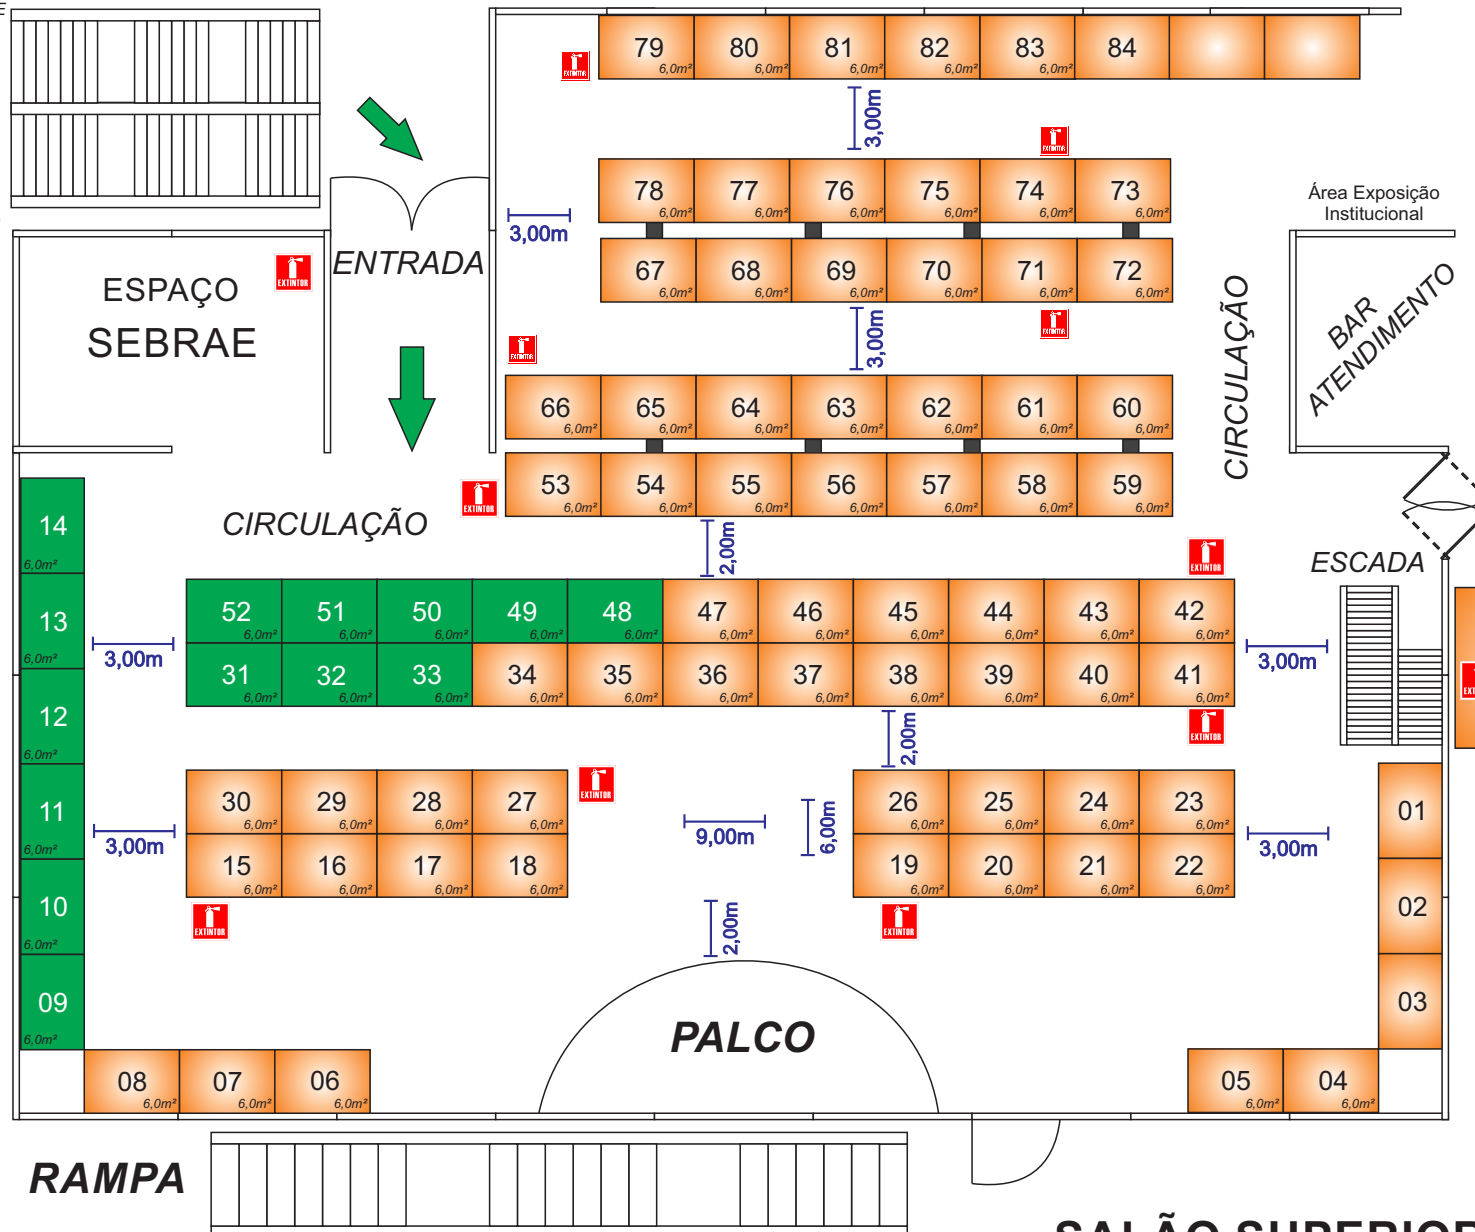 E
79 80 81 82 83 84
6,0m² 6,0m² 6,0m² 6,0m² 6,0m² 6,0m²
EXTINTOR
3,00m
EXTINTOR
78 77 76 75 74 73
6,0m² 6,0m² 6,0m² 6,0m² 6,0m² 6,0m²
Área Exposição
Institucional
3,00m
ENTRADA
EXTINTOR
67 68 69 70 71 72
6,0m² 6,0m² 6,0m² 6,0m² 6,0m² 6,0m²
ESPAÇO
SEBRAE
EXTINTOR
3,00m
EXTINTOR
CIRCULAÇÃO
BAR
ATENDIMENTO
66 65 64 63 62 61 60
6,0m² 6,0m² 6,0m² 6,0m² 6,0m² 6,0m² 6,0m²
53 54 55 56 57 58 59
6,0m² 6,0m² 6,0m² 6,0m² 6,0m² 6,0m² 6,0m²
EXTINTOR
CIRCULAÇÃO
2,00m
EXTINTOR
ESCADA
14
6,0m²
13
6,0m²
12
6,0m²
11
6,0m²
10
6,0m²
09
6,0m²
52 51 50 49 48 47 46 45 44 43 42
6,0m² 6,0m² 6,0m² 6,0m² 6,0m² 6,0m² 6,0m² 6,0m² 6,0m² 6,0m² 6,0m²
3,00m
3,00m
31 32 33 34 35 36 37 38 39 40 41
6,0m² 6,0m² 6,0m² 6,0m² 6,0m² 6,0m² 6,0m² 6,0m² 6,0m² 6,0m² 6,0m²
EXT
EXTINTOR
2,00m
EXTINTOR
30 29 28 27
6,0m² 6,0m² 6,0m² 6,0m²
26 25 24 23
6,0m² 6,0m² 6,0m² 6,0m²
3,00m
9,00m
6,00m
3,00m
15 16 17 18
6,0m² 6,0m² 6,0m² 6,0m²
19 20 21 22
6,0m² 6,0m² 6,0m² 6,0m²
01
02
03
EXTINTOR
2,00m
EXTINTOR
PALCO
08 07 06
6,0m² 6,0m² 6,0m²
05 04
6,0m² 6,0m²
RAMPA
SALÃO SUPERIOR